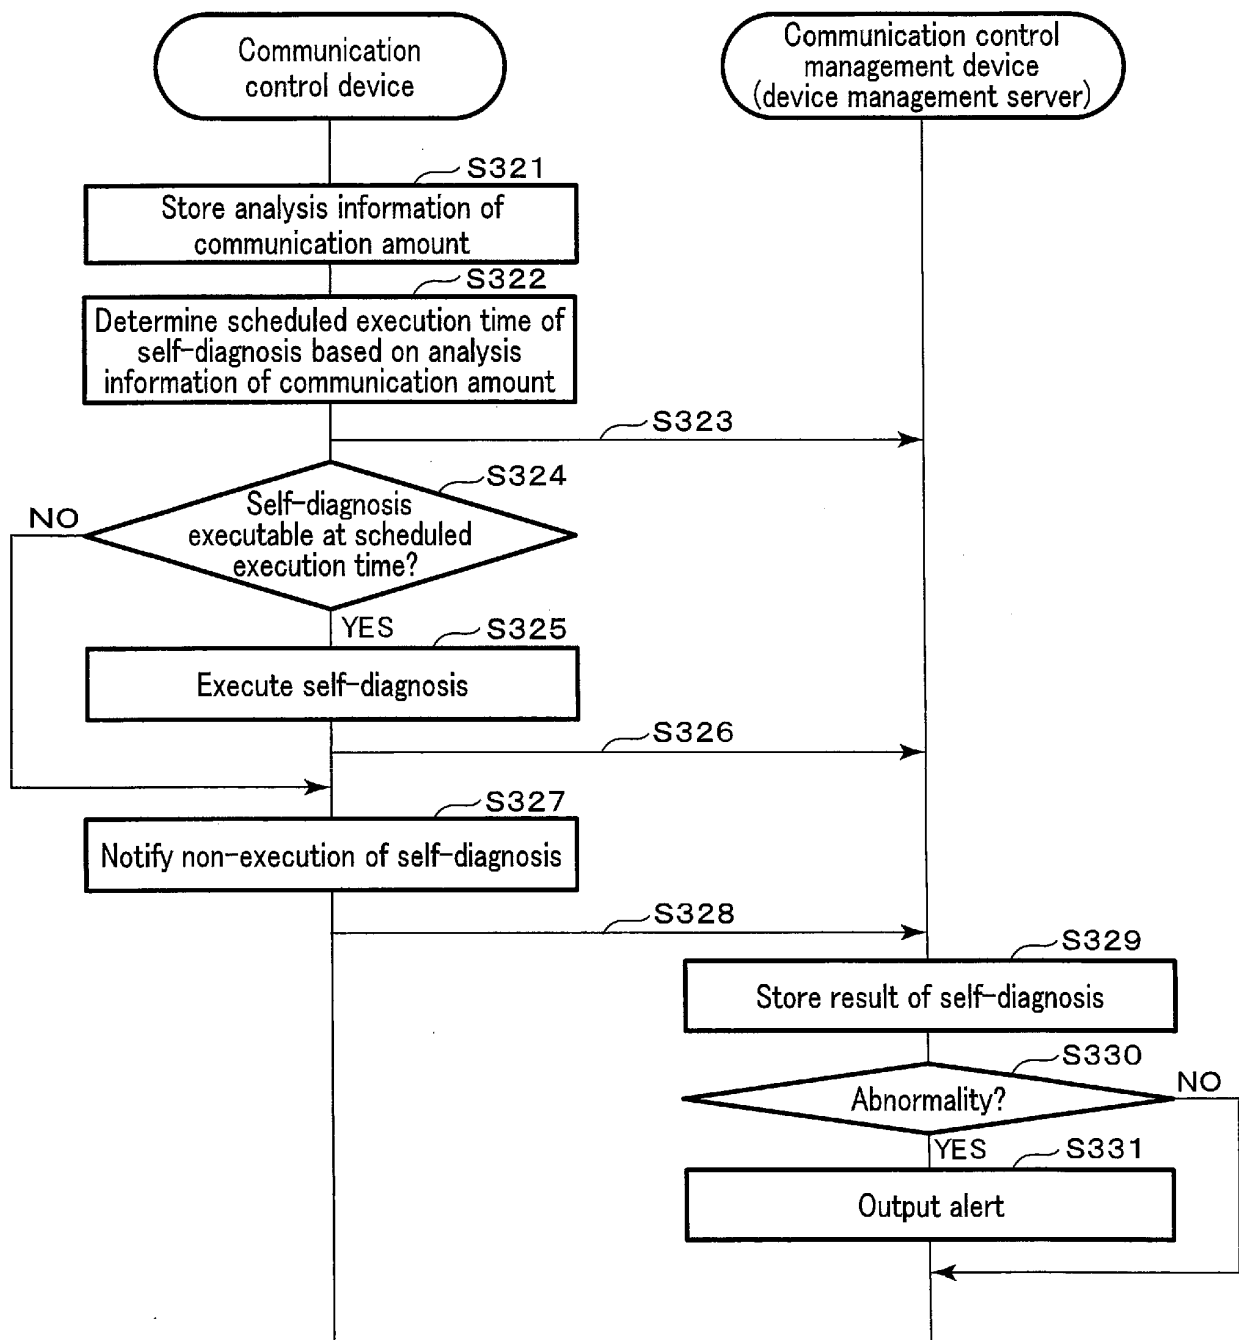 Communication
control device
Communication control
management device
(device management server)
S321
Store analysis information of
communication amount
S322
Determine scheduled execution time of
self-diagnosis based on analysis
information of communication amount
S323
S324
Self-diagnosis
executable at scheduled
execution time?
NO
YES
S325
Execute self-diagnosis
S326
S327
Notify non-execution of self-diagnosis
S328
S329
Store result of self-diagnosis
S330
Abnormality?
NO
YES
S331
Output alert